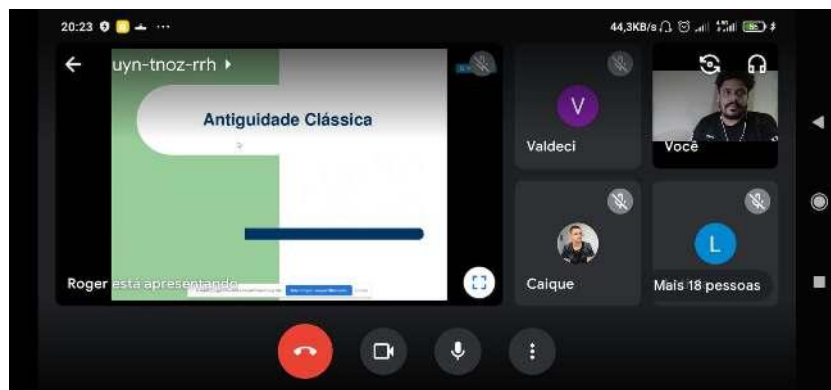 20:23
44,3KB/s
uyn-tnoz-rrh
Antiguidade Clássica
Roger está apresentando
V
Valdeci
Você
Caique
L
Mais 18 pessoas